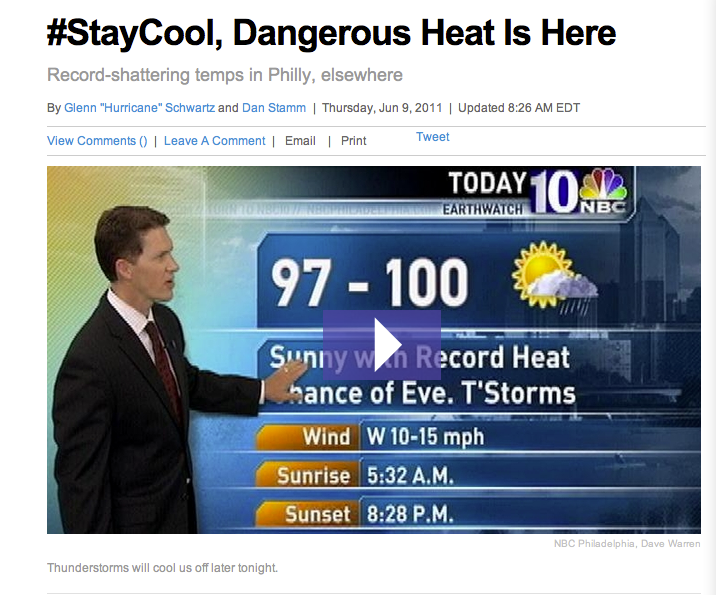 #StayCool, Dangerous Heat Is Here
Record-shattering temps in Philly, elsewhere
By Glenn "Hurricane" Schwartz and Dan Stamm | Thursday, Jun 9, 2011 | Updated 8:26 AM EDT
View Comments () | Leave A Comment | Email | Print Tweet
TODAY 10
EARTHWATCH NBC
97 - 100
Sunny with Record Heat
hance of Eve. T'Storms
Wind W 10-15 mph
Sunrise 5:32 A.M.
Sunset 8:28 P.M.
NBC Philadelphia, Dave Warren
Thunderstorms will cool us off later tonight.